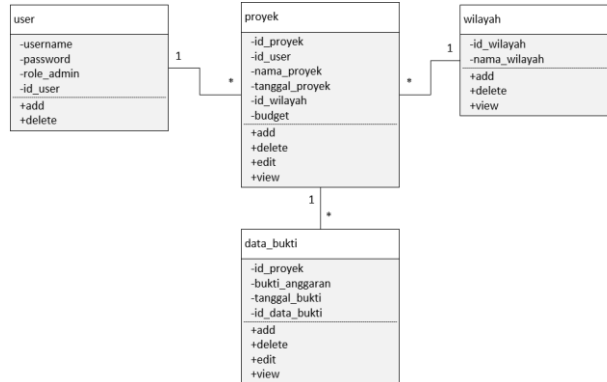 user
-username
-password
-role_admin
-id_user
+add
+delete
1
*
proyek
-id_proyek
-id_user
-nama_proyek
-tanggal_proyek
-id_wilayah
-budget
+add
+delete
+edit
+view
1
*
wilayah
-id_wilayah
-nama_wilayah
+add
+delete
+view
1
*
data_bukti
-id_proyek
-bukti_anggaran
-tanggal_bukti
-id_data_bukti
+add
+delete
+edit
+view